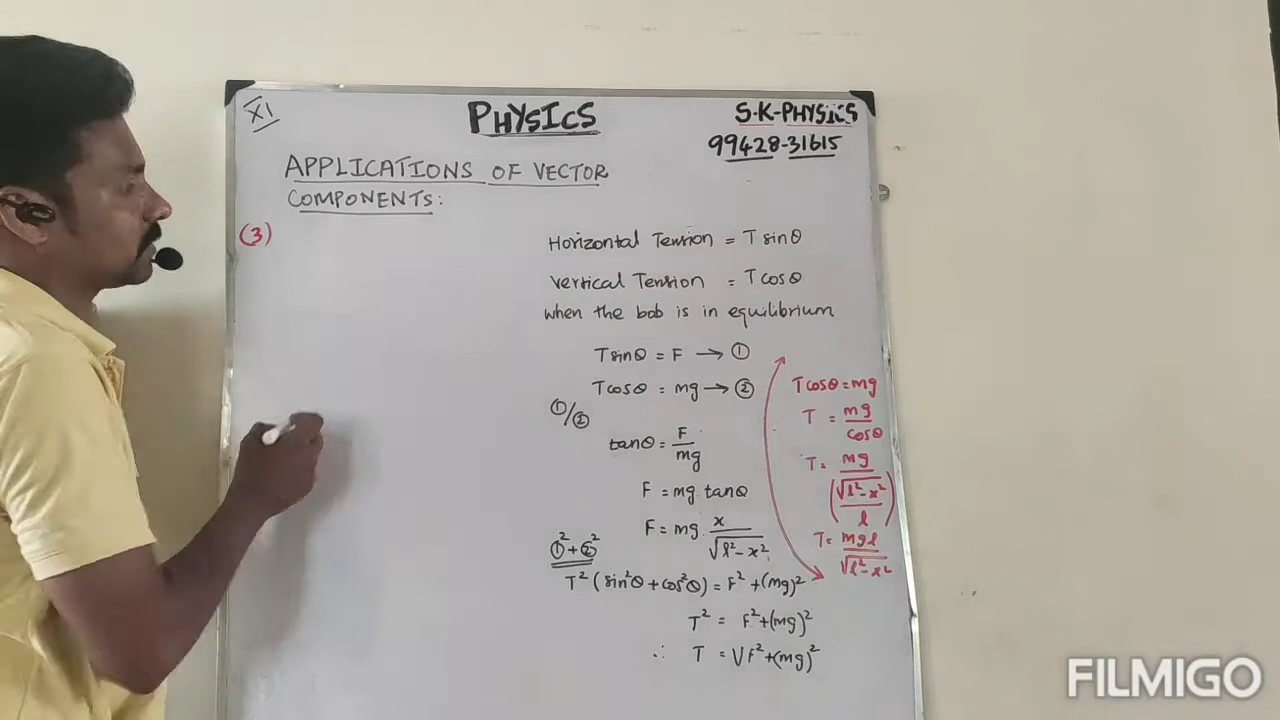 XI
PHYSICS
S.K-PHYSICS
99428-31615
APPLICATIONS OF VECTOR
COMPONENTS:
(3)
Horizontal Tension = T sinθ
Vertical Tension = T cosθ
when the bob is in equilibrium
T sinθ = F → ①
T cosθ = mg → ②
①/②
tanθ = F/mg
F = mg tanθ
F = mg x/√l²-x²
①² + ②²
T² (sin²θ + cos²θ) = F² + (mg)²
T² = F² + (mg)²
∴ T = √F² + (mg)²
T cosθ = mg
T = mg/cosθ
T = mg/(√l²-x²/l)
T = mgl/√l²-x²
FILMIGO